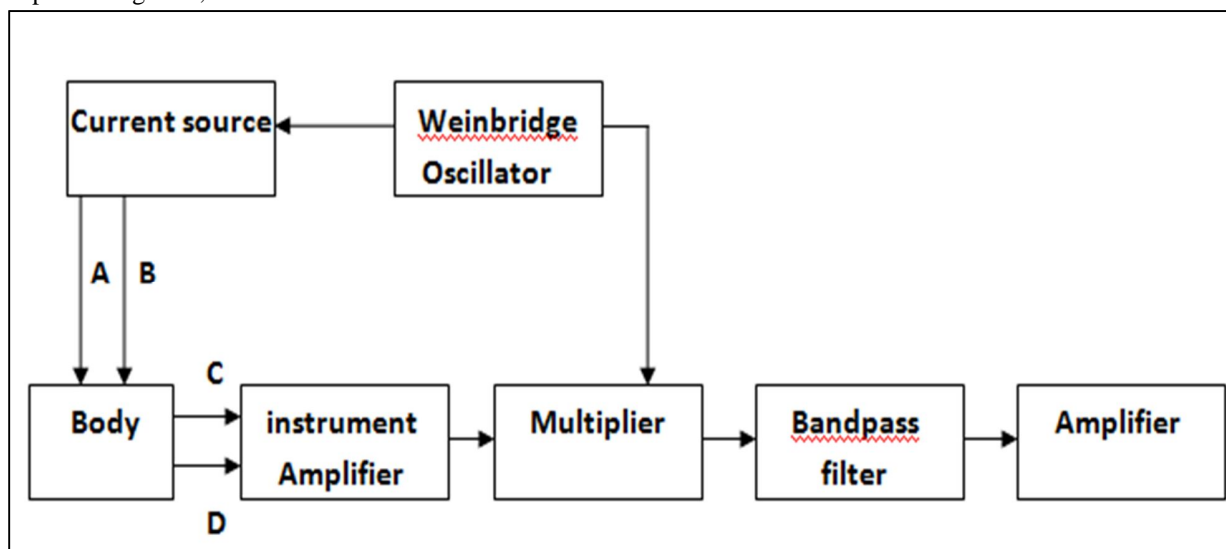 Current source
Weinbridge
Oscillator
A B
C
Body
instrument
Amplifier
Multiplier
Bandpass
filter
Amplifier
D